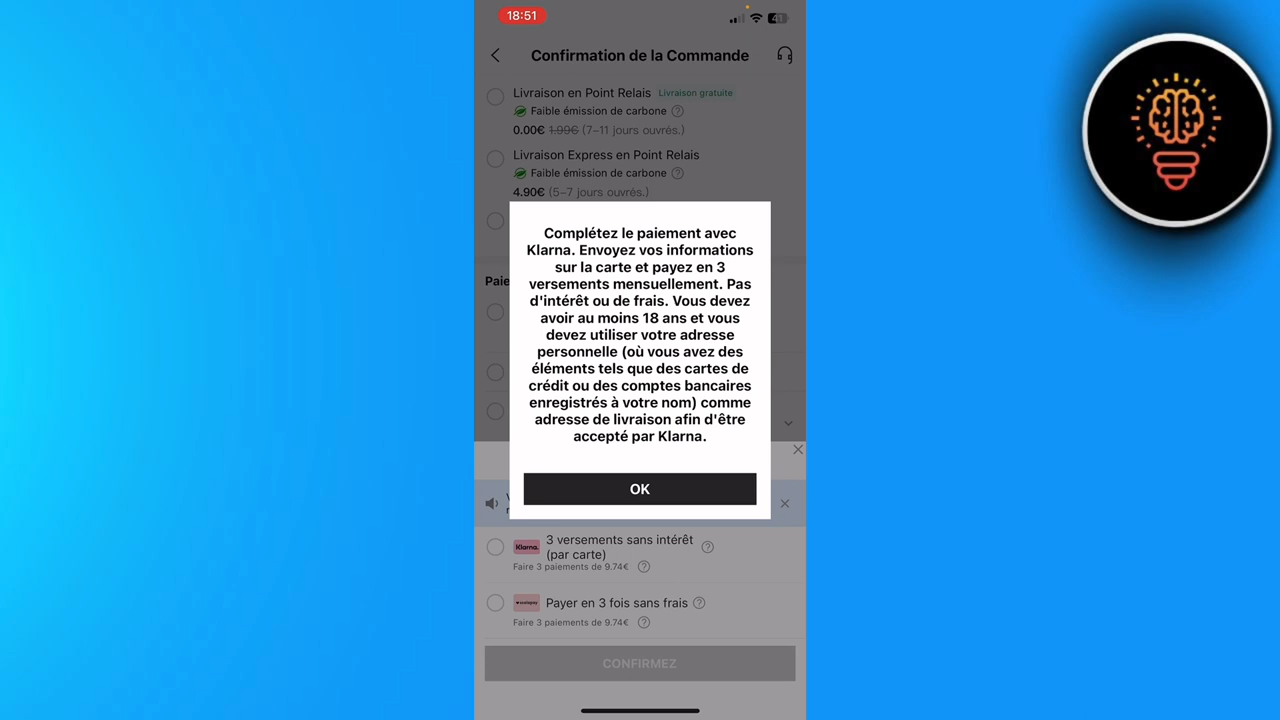 18:51
41
Confirmation de la Commande
Livraison en Point Relais Livraison gratuite
Faible émission de carbone ?
0.00€ 1.99€ (7-11 jours ouvrés.)
Livraison Express en Point Relais
Faible émission de carbone ?
4.90€ (5-7 jours ouvrés.)
Complétez le paiement avec
Klarna. Envoyez vos informations
sur la carte et payez en 3
versements mensuellement. Pas
d'intérêt ou de frais. Vous devez
avoir au moins 18 ans et vous
devez utiliser votre adresse
personnelle (où vous avez des
éléments tels que des cartes de
crédit ou des comptes bancaires
enregistrés à votre nom) comme
adresse de livraison afin d'être
accepté par Klarna.
OK
Paie
Klarna. 3 versements sans intérêt ?
(par carte)
Faire 3 paiements de 9.74€ ?
Payer en 3 fois sans frais ?
Faire 3 paiements de 9.74€ ?
CONFIRMEZ